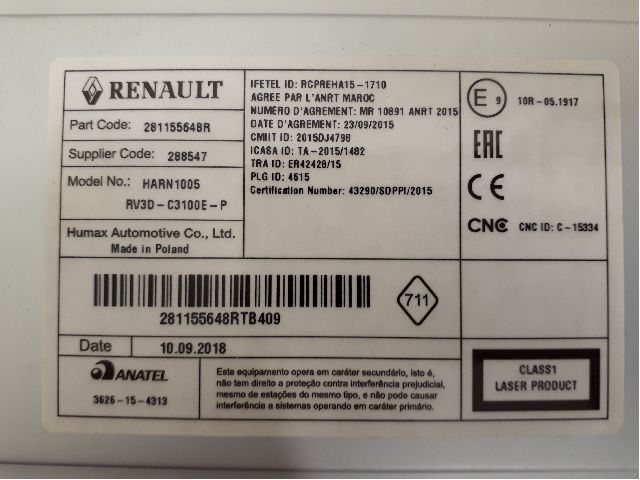 RENAULT
Part Code: 281155648R
Supplier Code: 288547
Model No.: HARN1005
RV3D-C3100E-P
Humax Automotive Co., Ltd.
Made in Poland
IFETEL ID: RCPREHA15-1710
AGREE PAR L'ANRT MAROC
NUMERO D'AGREMENT: MR 10891 ANRT 2015
DATE D'AGREMENT: 23/09/2015
CMIIT ID: 2015DJ4798
ICASA ID: TA-2015/1482
TRA ID: ER42428/15
PLG ID: 4615
Certification Number: 43290/SDPPI/2015
E 9 10R-05.1917
EAC
CE
CNC CNC ID: C-15334
281155648RTB409
711
Date 10.09.2018
ANATEL
3626-15-4313
Este equipamento opera em caráter secundário, isto é,
não tem direito a proteção contra interferência prejudicial,
mesmo de estações do mesmo tipo, e não pode causar
interferência a sistemas operando em caráter primário.
CLASS1
LASER PRODUCT